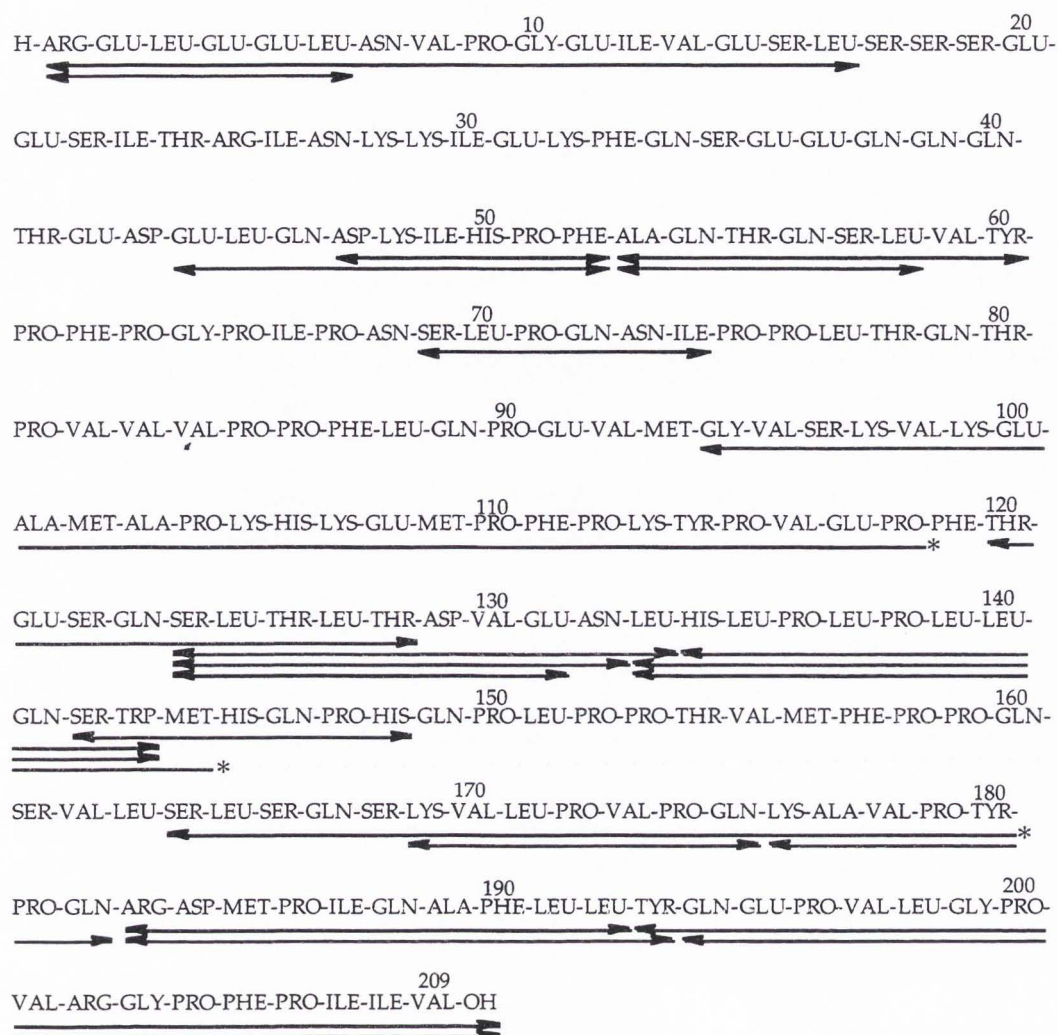 10 20
H-ARG-GLU-LEU-GLU-GLU-LEU-ASN-VAL-PRO-GLY-GLU-ILE-VAL-GLU-SER-LEU-SER-SER-SER-GLU-
30 40
GLU-SER-ILE-THR-ARG-ILE-ASN-LYS-LYS-ILE-GLU-LYS-PHE-GLN-SER-GLU-GLU-GLN-GLN-GLN-
50 60
THR-GLU-ASP-GLU-LEU-GLN-ASP-LYS-ILE-HIS-PRO-PHE-ALA-GLN-THR-GLN-SER-LEU-VAL-TYR-
70 80
PRO-PHE-PRO-GLY-PRO-ILE-PRO-ASN-SER-LEU-PRO-GLN-ASN-ILE-PRO-PRO-LEU-THR-GLN-THR-
90 100
PRO-VAL-VAL-VAL-PRO-PRO-PHE-LEU-GLN-PRO-GLU-VAL-MET-GLY-VAL-SER-LYS-VAL-LYS-GLU-
110 120
ALA-MET-ALA-PRO-LYS-HIS-LYS-GLU-MET-PRO-PHE-PRO-LYS-TYR-PRO-VAL-GLU-PRO-PHE-THR-
*
130 140
GLU-SER-GLN-SER-LEU-THR-LEU-THR-ASP-VAL-GLU-ASN-LEU-HIS-LEU-PRO-LEU-PRO-LEU-LEU-
150 160
GLN-SER-TRP-MET-HIS-GLN-PRO-HIS-GLN-PRO-LEU-PRO-PRO-THR-VAL-MET-PHE-PRO-PRO-GLN-
*
170 180
SER-VAL-LEU-SER-LEU-SER-GLN-SER-LYS-VAL-LEU-PRO-VAL-PRO-GLN-LYS-ALA-VAL-PRO-TYR-
*
190 200
PRO-GLN-ARG-ASP-MET-PRO-ILE-GLN-ALA-PHE-LEU-LEU-TYR-GLN-GLU-PRO-VAL-LEU-GLY-PRO-
209
VAL-ARG-GLY-PRO-PHE-PRO-ILE-ILE-VAL-OH